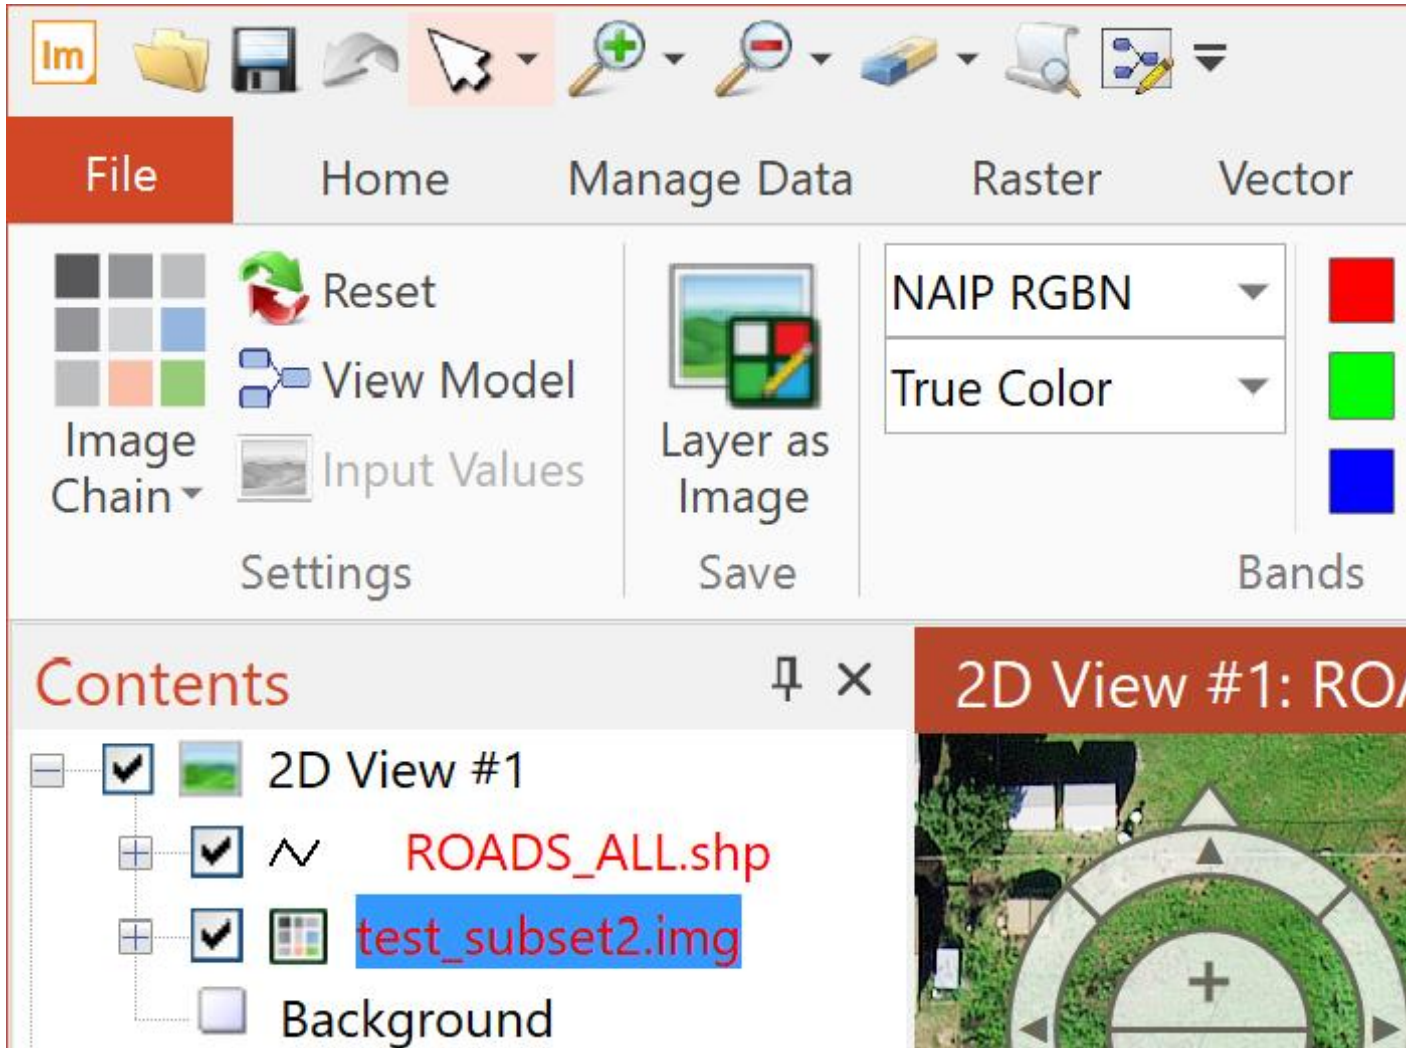 Im
File Home Manage Data Raster Vector
Reset
View Model
Input Values
Image
Chain
Settings
Layer as
Image
Save
NAIP RGBN
True Color
Bands
Contents
2D View #1
ROADS_ALL.shp
test_subset2.img
Background
2D View #1: ROA